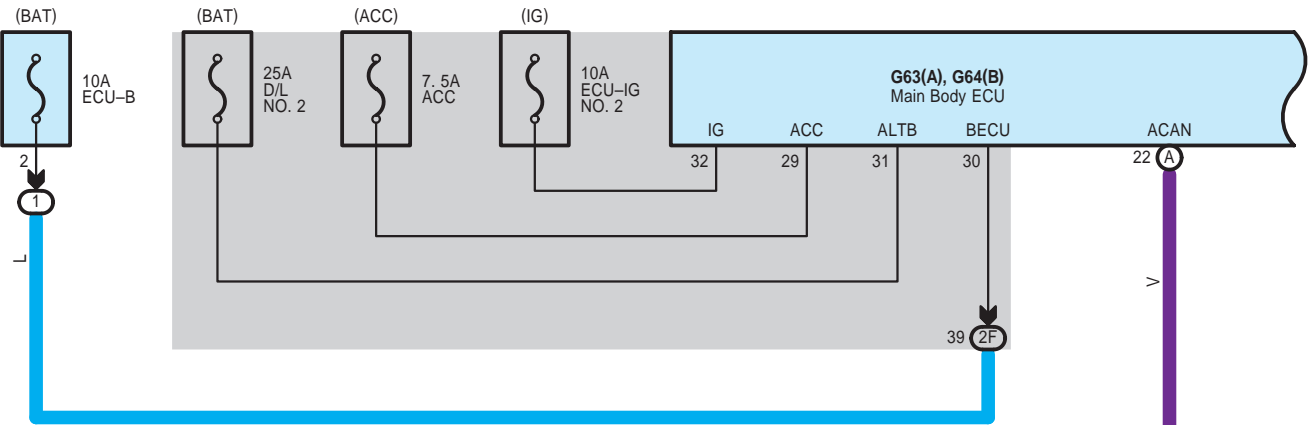 (BAT) (BAT) (ACC) (IG)
10A
ECU–B
25A
D/L
NO. 2
7. 5A
ACC
10A
ECU–IG
NO. 2
G63(A), G64(B)
Main Body ECU
IG ACC ALTB BECU ACAN
2 32 29 31 30 22 A
1
L
V
39 2F